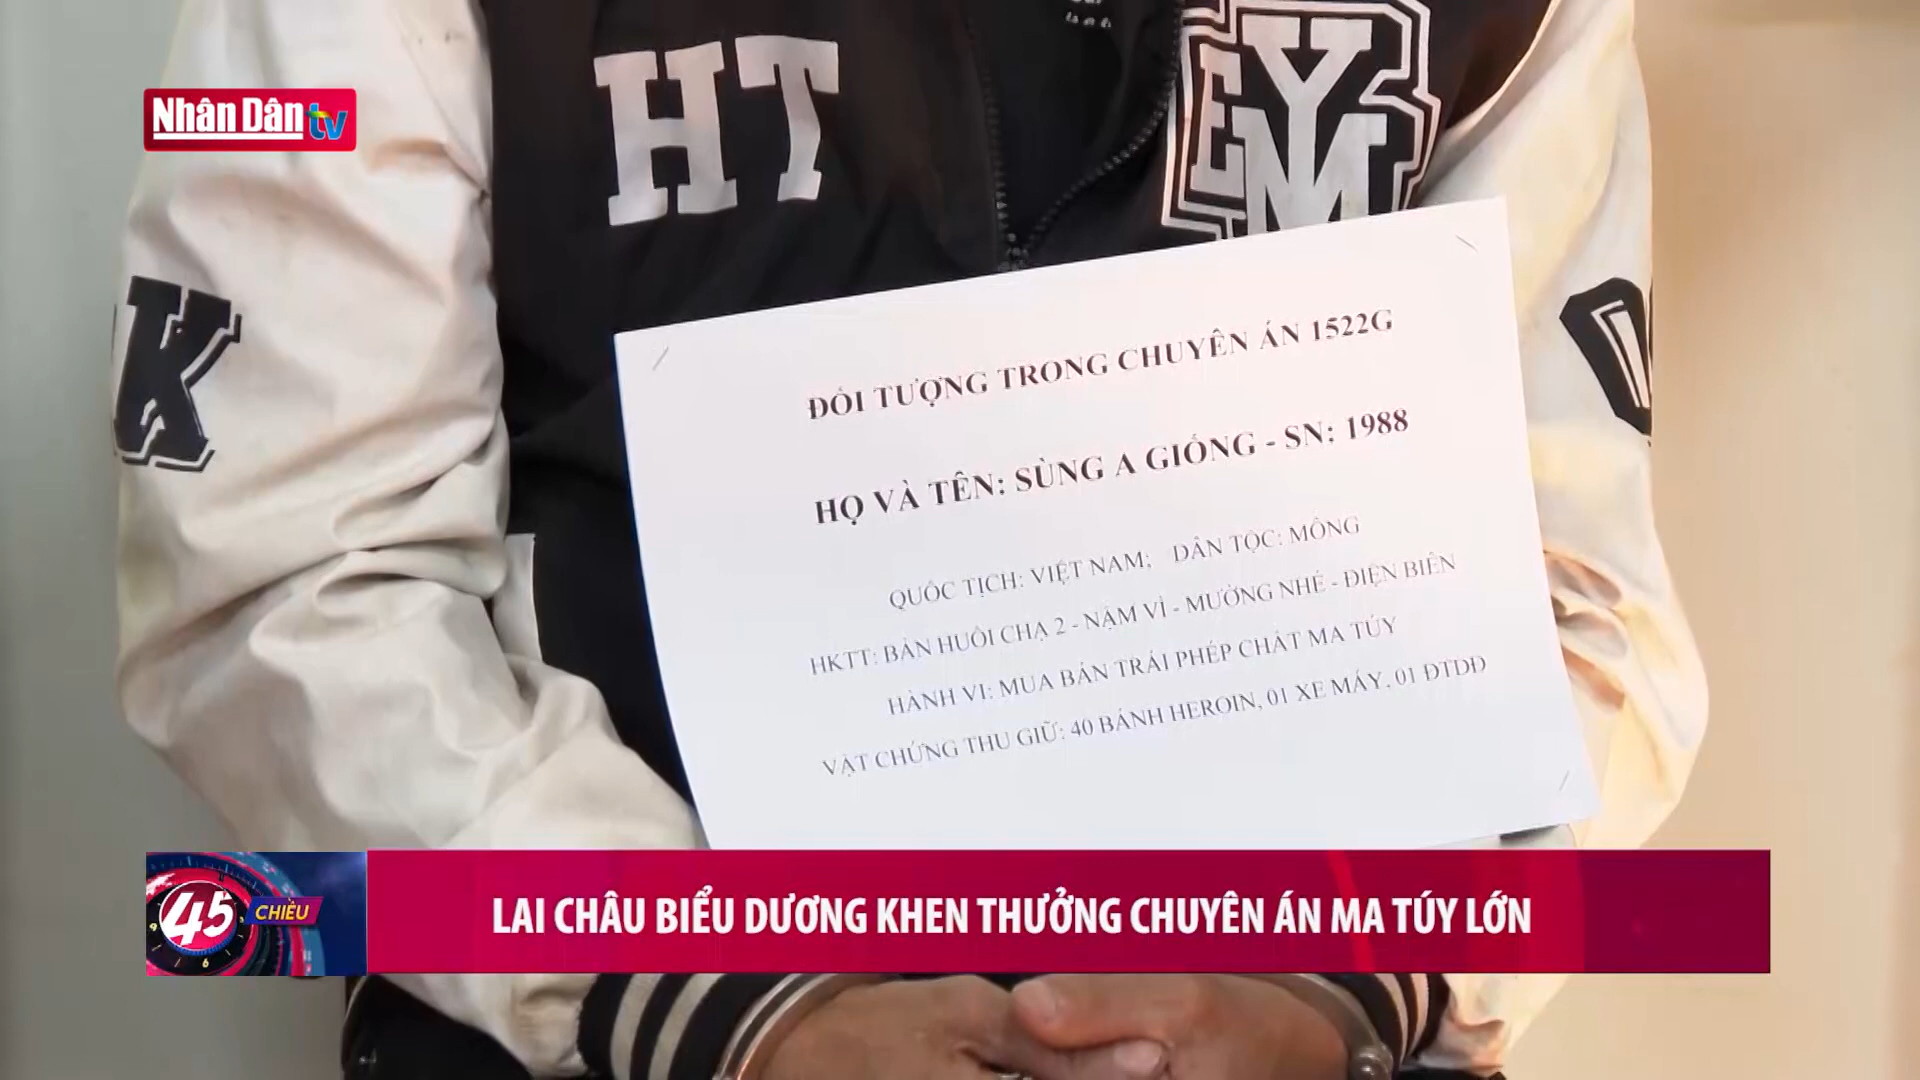 HT
EYM
Nhân Dân tv
K
ĐỐI TƯỢNG TRONG CHUYÊN ÁN 1522G
HỌ VÀ TÊN: SÙNG A GIỐNG - SN: 1988
QUỐC TỊCH: VIỆT NAM; DÂN TỘC: MÔNG
HKTT: BẢN HUỔI CHẠ 2 - NẬM VÌ - MƯỜNG NHÉ - ĐIỆN BIÊN
HÀNH VI: MUA BÁN TRÁI PHÉP CHẤT MA TÚY
VẬT CHỨNG THU GIỮ: 40 BÁNH HEROIN, 01 XE MÁY, 01 ĐTDĐ
45 CHIỀU
LAI CHÂU BIỂU DƯƠNG KHEN THƯỞNG CHUYÊN ÁN MA TÚY LỚN